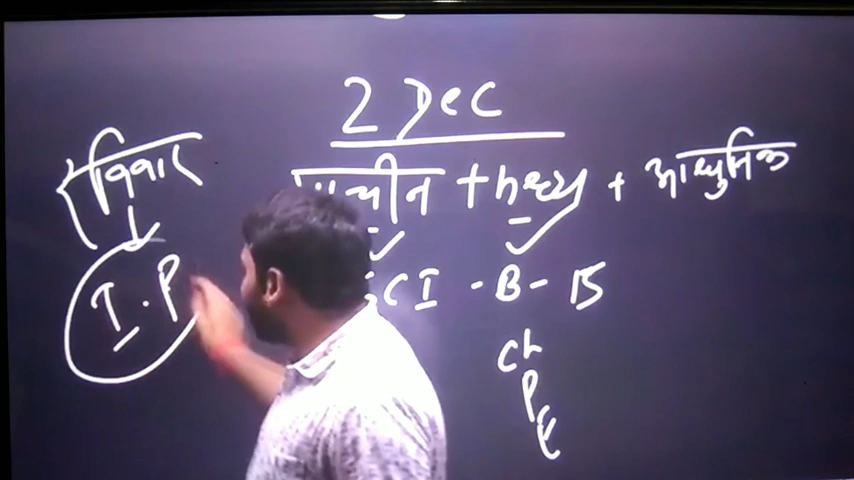 2 Dec
विचार
प्राचीन + मध्य + आधुनिक
I.P
CI - B - 15
Ch
P
E